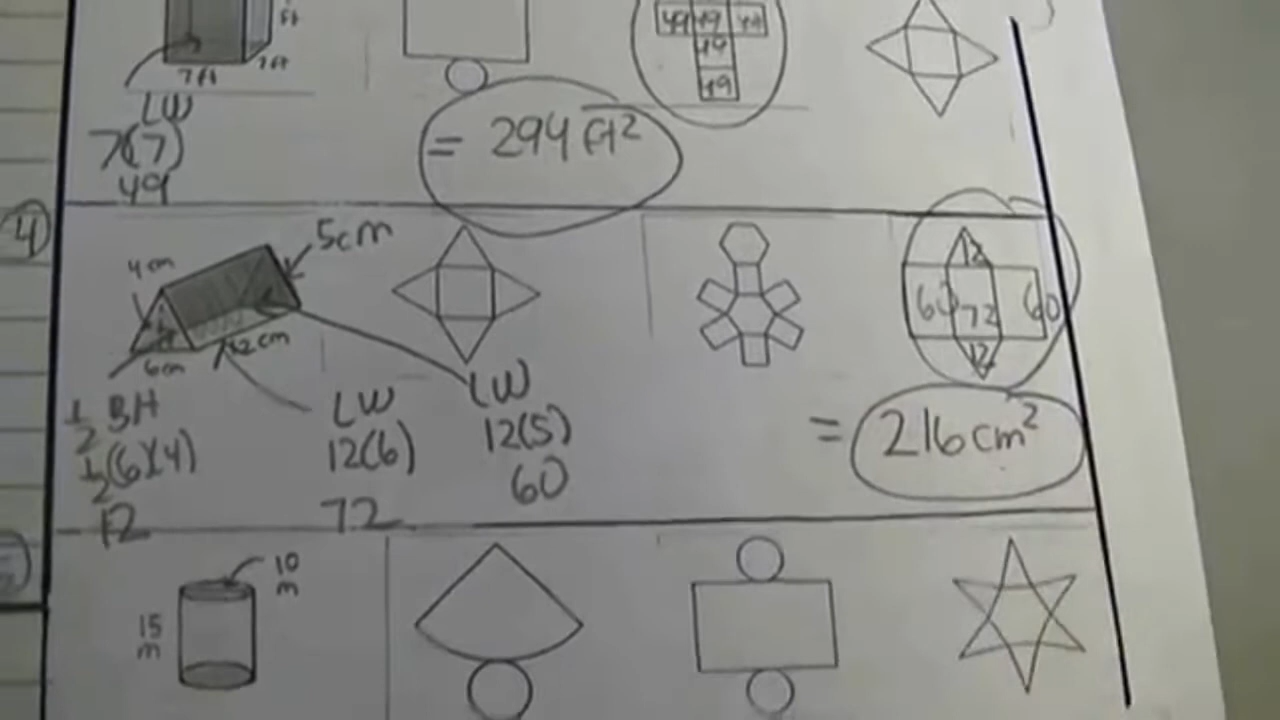 ft
7ft
7ft
49 49 49
49
49
LW
7(7)
49
= 294 ft²
4
4cm
5cm
6cm
12cm
12
60 72 60
12
1/2 BH
1/2(6)(4)
12
LW
12(6)
72
LW
12(5)
60
= 216cm²
10
m
15
m